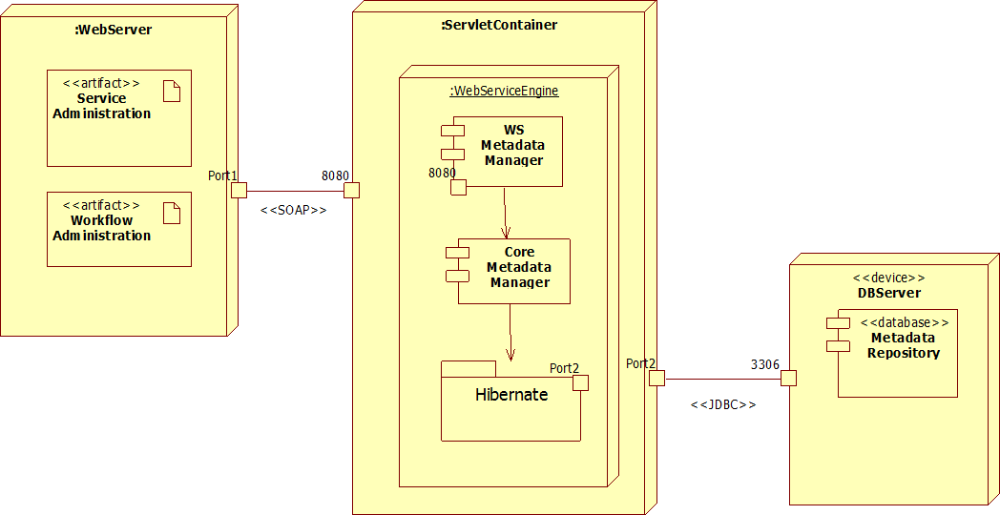 :WebServer
<<artifact>>
Service
Administration
<<artifact>>
Workflow
Administration
Port1
<<SOAP>>
8080
:ServletContainer
:WebServiceEngine
WS
Metadata
Manager
8080
Core
Metadata
Manager
Hibernate
Port2
Port2
<<JDBC>>
3306
<<device>>
DBServer
<<database>>
Metadata
Repository